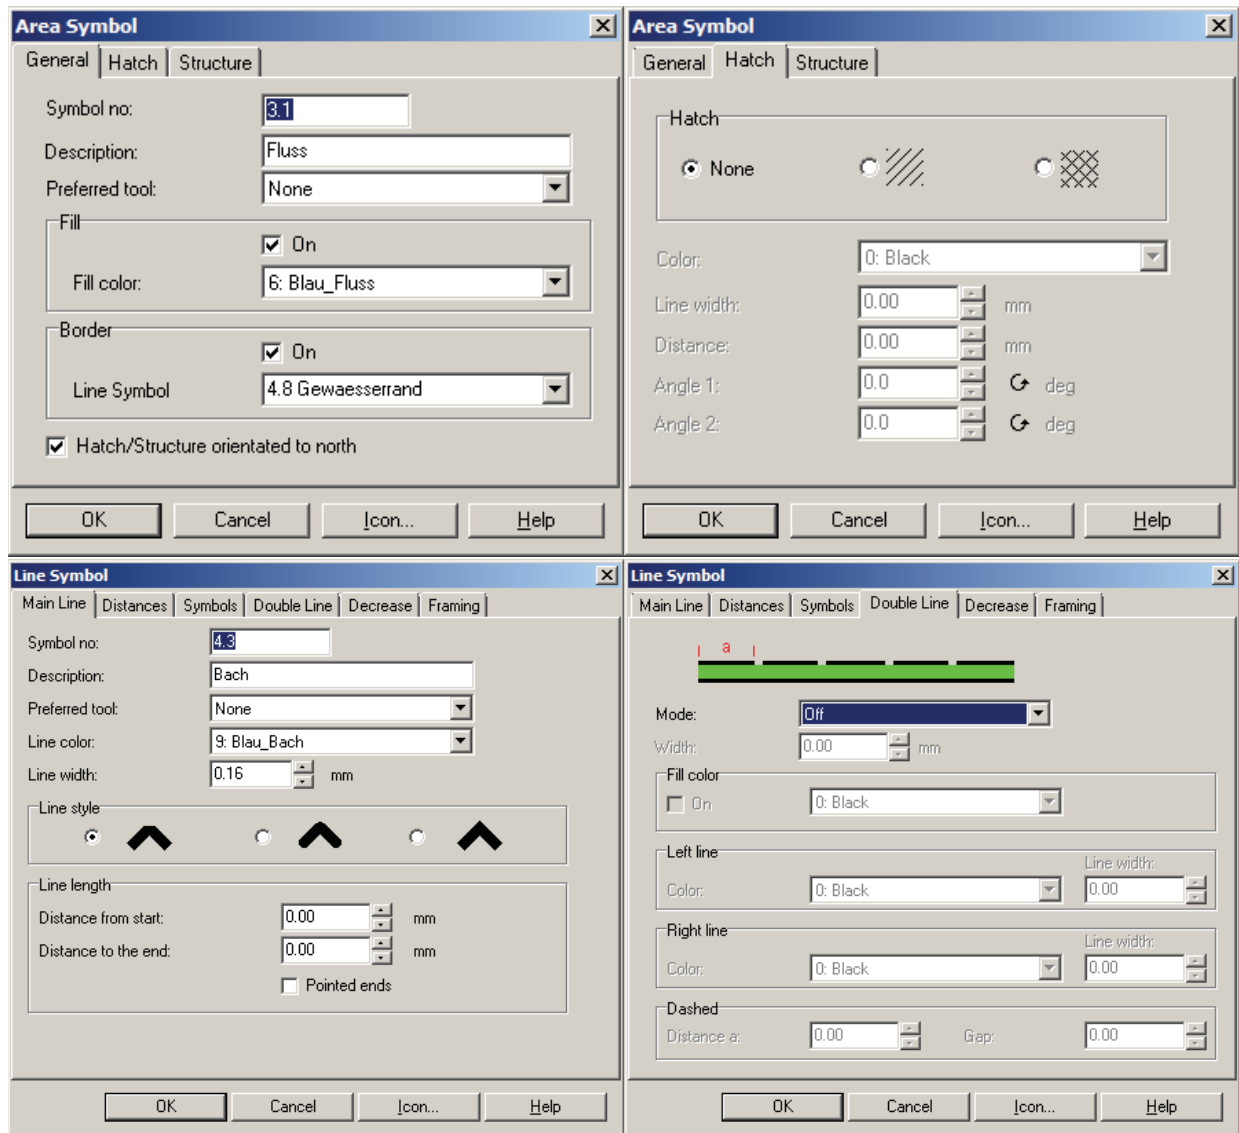 Area Symbol
General Hatch Structure
Symbol no: 3.1
Description: Fluss
Preferred tool: None
Fill
On
Fill color: 6: Blau_Fluss
Border
On
Line Symbol 4.8 Gewaesserrand
Hatch/Structure orientated to north
OK Cancel Icon... Help
Area Symbol
General Hatch Structure
Hatch
None
Color: 0: Black
Line width: 0.00 mm
Distance: 0.00 mm
Angle 1: 0.0 deg
Angle 2: 0.0 deg
OK Cancel Icon... Help
Line Symbol
Main Line Distances Symbols Double Line Decrease Framing
Symbol no: 4.3
Description: Bach
Preferred tool: None
Line color: 9: Blau_Bach
Line width: 0.16 mm
Line style
Line length
Distance from start: 0.00 mm
Distance to the end: 0.00 mm
Pointed ends
OK Cancel Icon... Help
Line Symbol
Main Line Distances Symbols Double Line Decrease Framing
a
Mode: Off
Width: 0.00 mm
Fill color
On 0: Black
Left line
Line width:
Color: 0: Black 0.00
Right line
Line width:
Color: 0: Black 0.00
Dashed
Distance a: 0.00 Gap: 0.00
OK Cancel Icon... Help